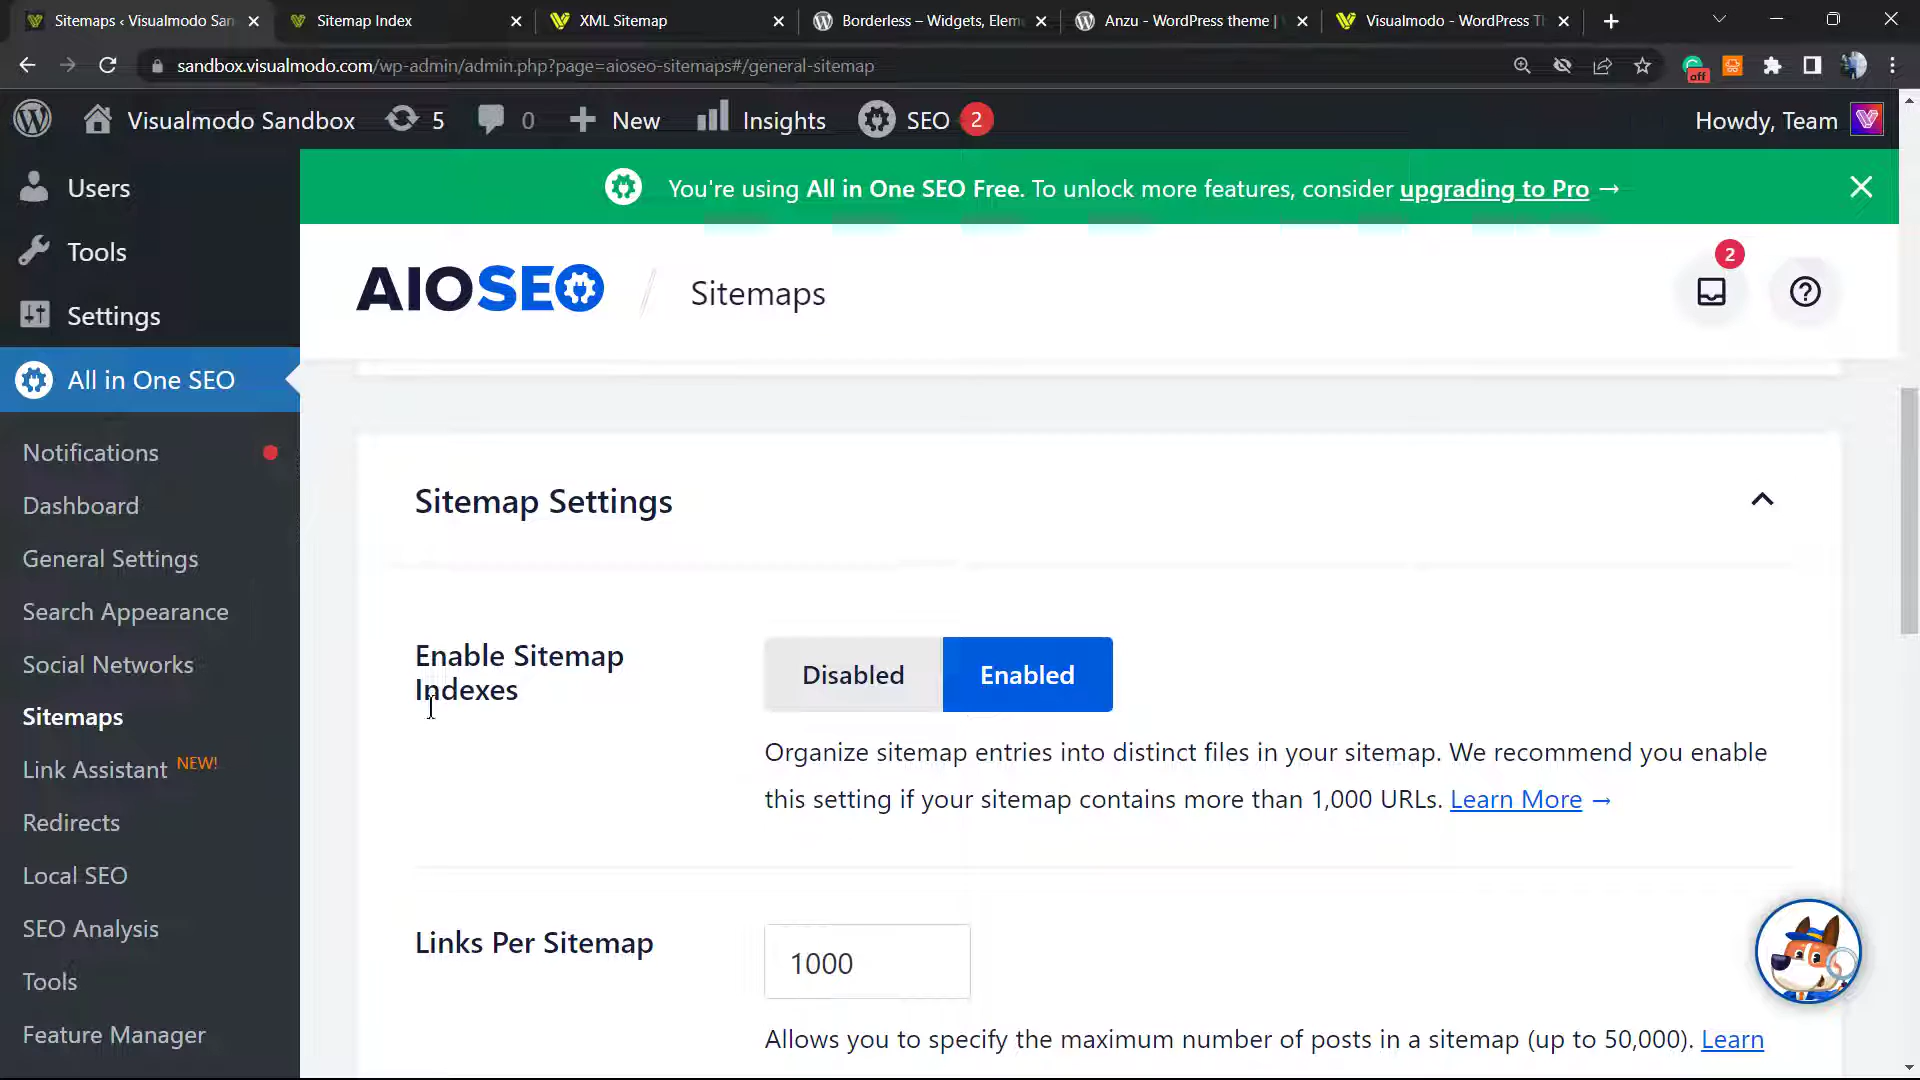 Sitemaps ‹ Visualmodo San
Sitemap Index
XML Sitemap
Borderless – Widgets, Elem
Anzu - WordPress theme |
Visualmodo - WordPress T
sandbox.visualmodo.com/wp-admin/admin.php?page=aioseo-sitemaps#/general-sitemap
off
Visualmodo Sandbox
5
0
New
Insights
SEO
2
Howdy, Team
Users
Tools
Settings
All in One SEO
Notifications
Dashboard
General Settings
Search Appearance
Social Networks
Sitemaps
Link Assistant NEW!
Redirects
Local SEO
SEO Analysis
Tools
Feature Manager
You're using All in One SEO Free. To unlock more features, consider upgrading to Pro →
AIOSEO / Sitemaps
2
Sitemap Settings
Enable Sitemap
Indexes
Disabled
Enabled
Organize sitemap entries into distinct files in your sitemap. We recommend you enable
this setting if your sitemap contains more than 1,000 URLs. Learn More →
Links Per Sitemap
1000
Allows you to specify the maximum number of posts in a sitemap (up to 50,000). Learn